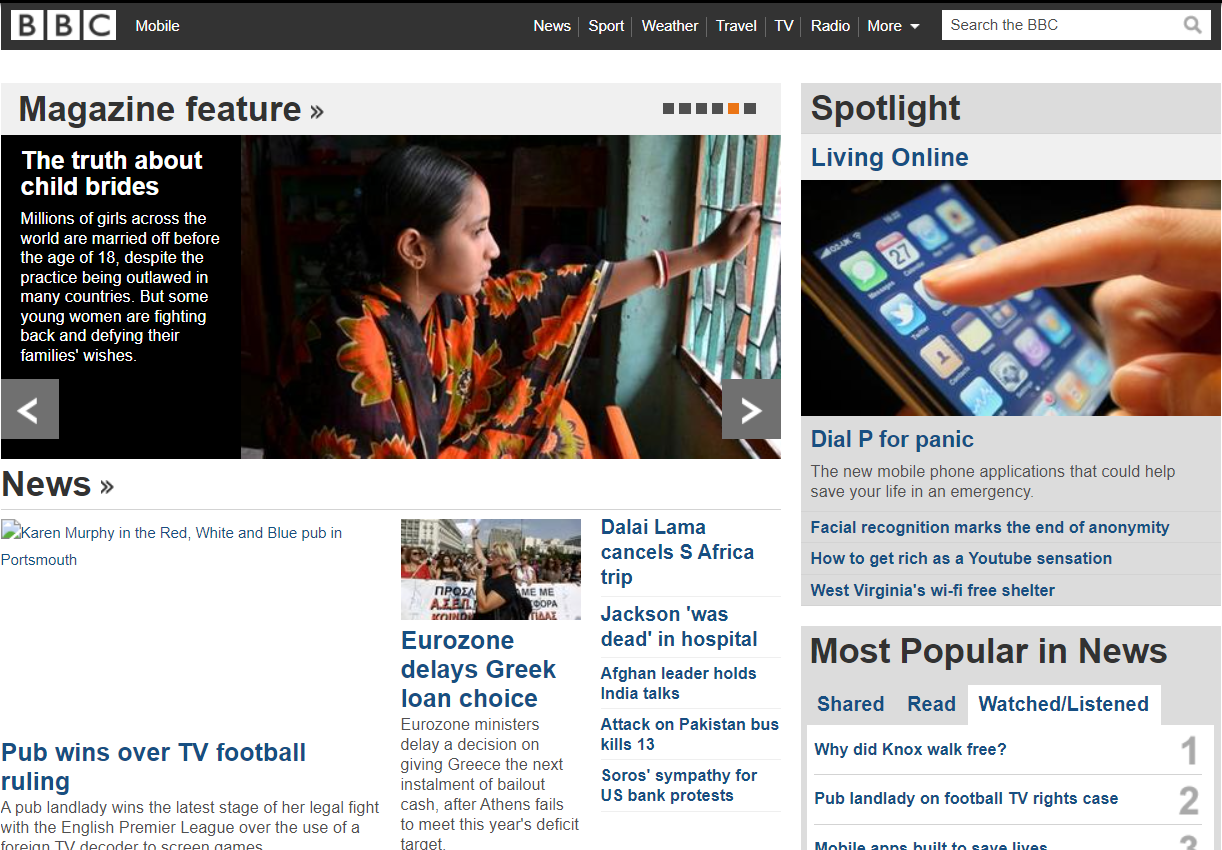 BBC
Mobile
News
Sport
Weather
Travel
TV
Radio
More
Search the BBC
Magazine feature »
The truth about
child brides
Millions of girls across the
world are married off before
the age of 18, despite the
practice being outlawed in
many countries. But some
young women are fighting
back and defying their
families' wishes.
<
>
News »
Karen Murphy in the Red, White and Blue pub in
Portsmouth
Pub wins over TV football
ruling
A pub landlady wins the latest stage of her legal fight
with the English Premier League over the use of a
foreign TV decoder to screen games.
Eurozone
delays Greek
loan choice
Eurozone ministers
delay a decision on
giving Greece the next
instalment of bailout
cash, after Athens fails
to meet this year's deficit
target.
Dalai Lama
cancels S Africa
trip
Jackson 'was
dead' in hospital
Afghan leader holds
India talks
Attack on Pakistan bus
kills 13
Soros' sympathy for
US bank protests
Spotlight
Living Online
27
Messages
Calendar
Twitter
Contacts
Dial P for panic
The new mobile phone applications that could help
save your life in an emergency.
Facial recognition marks the end of anonymity
How to get rich as a Youtube sensation
West Virginia's wi-fi free shelter
Most Popular in News
Shared
Read
Watched/Listened
Why did Knox walk free? 1
Pub landlady on football TV rights case 2
Mobile apps built to save lives 3